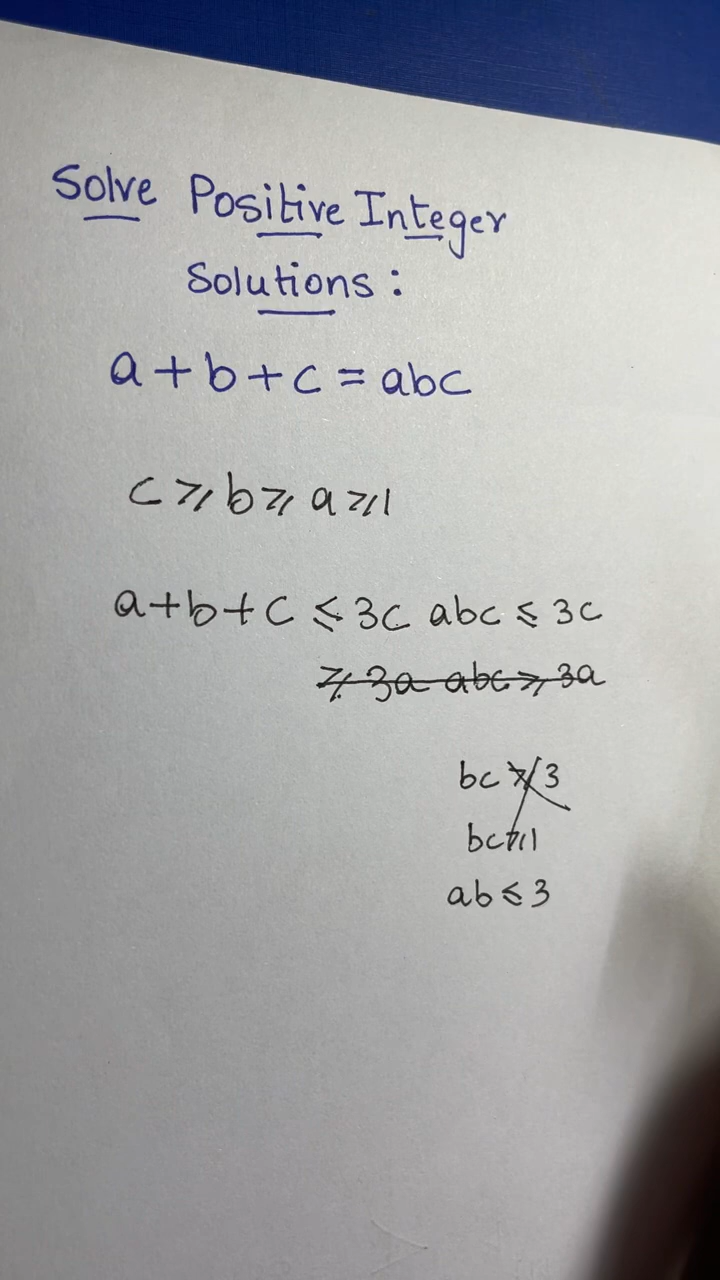 Solve Positive Integer
Solutions :
a + b + c = abc
c ⩾ b ⩾ a ⩾ 1
a + b + c ⩽ 3c abc ⩽ 3c
⩾ 3a abc ⩾ 3a
bc ⩾ 3
bc ⩾ 1
ab ⩽ 3